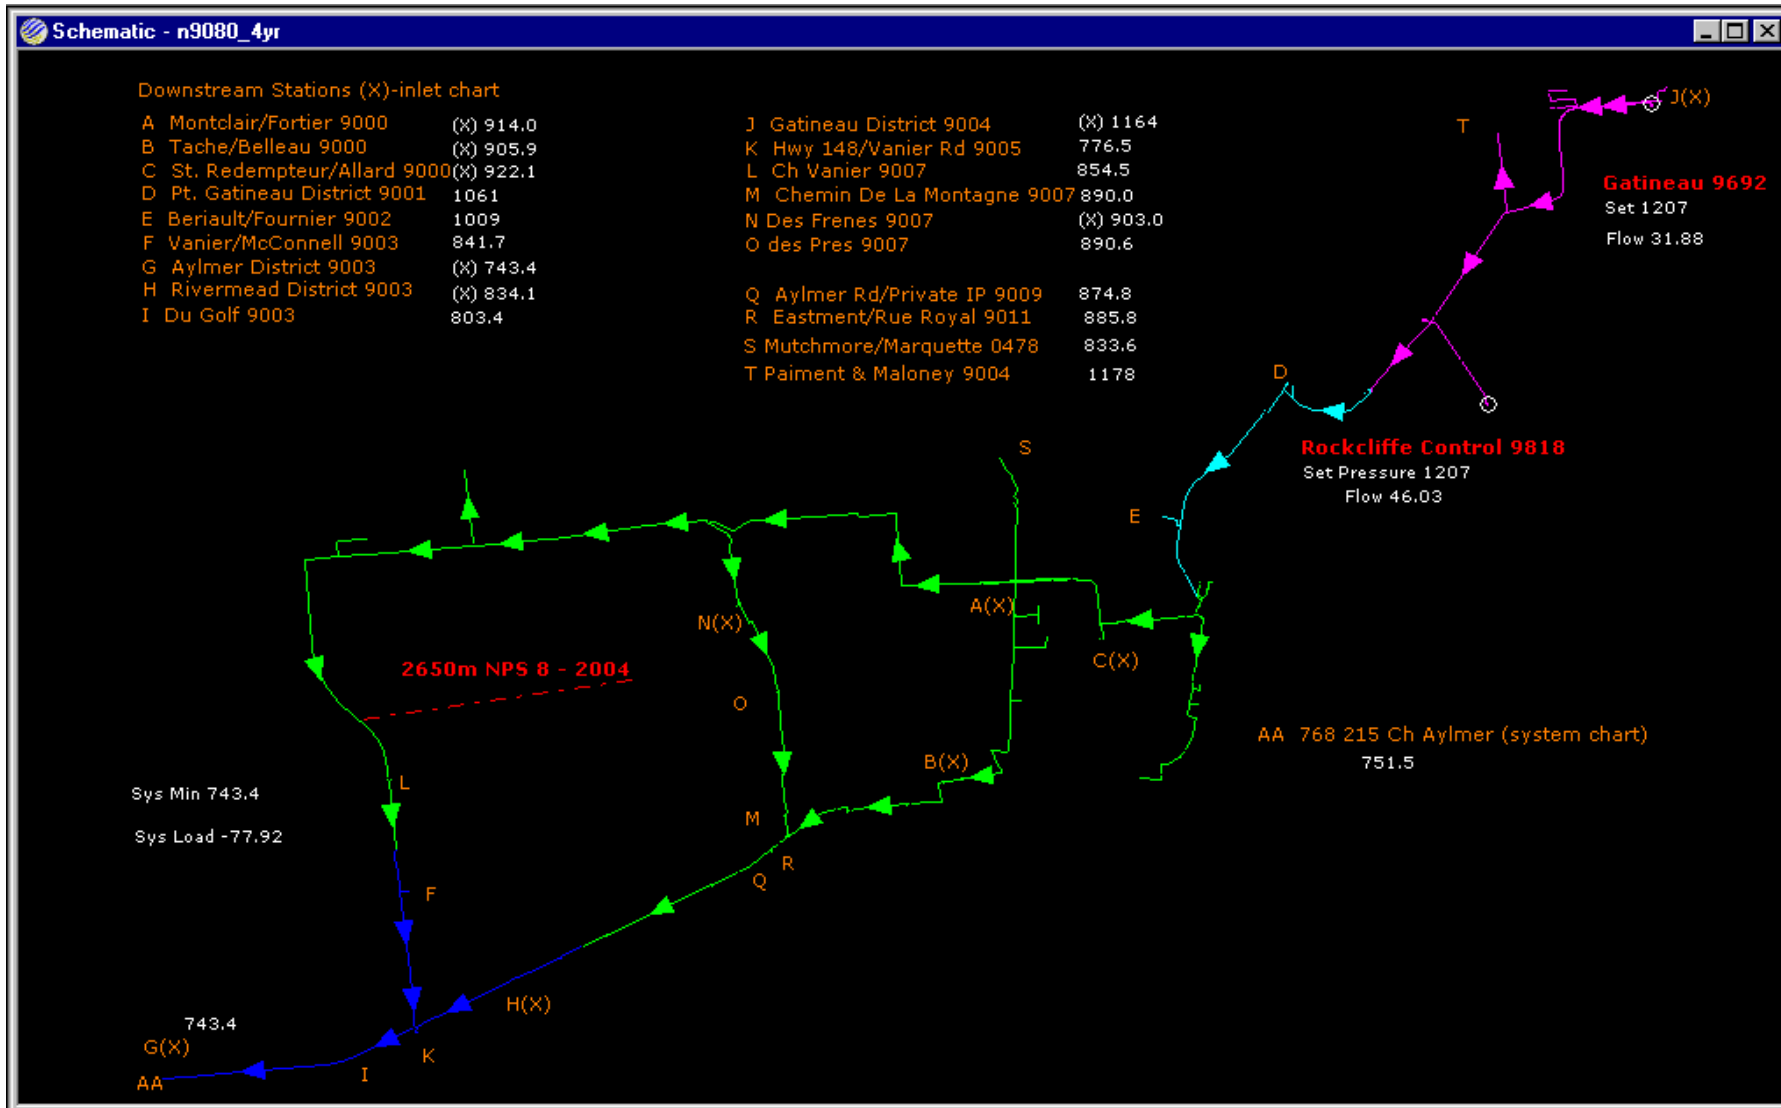 Schematic - n9080_4yr
Downstream Stations (X)-inlet chart
A Montclair/Fortier 9000 (X) 914.0
B Tache/Belleau 9000 (X) 905.9
C St. Redempteur/Allard 9000 (X) 922.1
D Pt. Gatineau District 9001 1061
E Beriault/Fournier 9002 1009
F Vanier/McConnell 9003 841.7
G Aylmer District 9003 (X) 743.4
H Rivermead District 9003 (X) 834.1
I Du Golf 9003 803.4
J Gatineau District 9004 (X) 1164
K Hwy 148/Vanier Rd 9005 776.5
L Ch Vanier 9007 854.5
M Chemin De La Montagne 9007 890.0
N Des Frenes 9007 (X) 903.0
O des Pres 9007 890.6
Q Aylmer Rd/Private IP 9009 874.8
R Eastment/Rue Royal 9011 885.8
S Mutchmore/Marquette 0478 833.6
T Paiment & Maloney 9004 1178
J(X)
T
Gatineau 9692
Set 1207
Flow 31.88
D
Rockcliffe Control 9818
Set Pressure 1207
Flow 46.03
S
E
A(X)
N(X)
C(X)
2650m NPS 8 - 2004
O
AA 768 215 Ch Aylmer (system chart)
751.5
B(X)
L
Sys Min 743.4
M
Sys Load -77.92
R
Q
F
H(X)
743.4
G(X)
K
I
AA